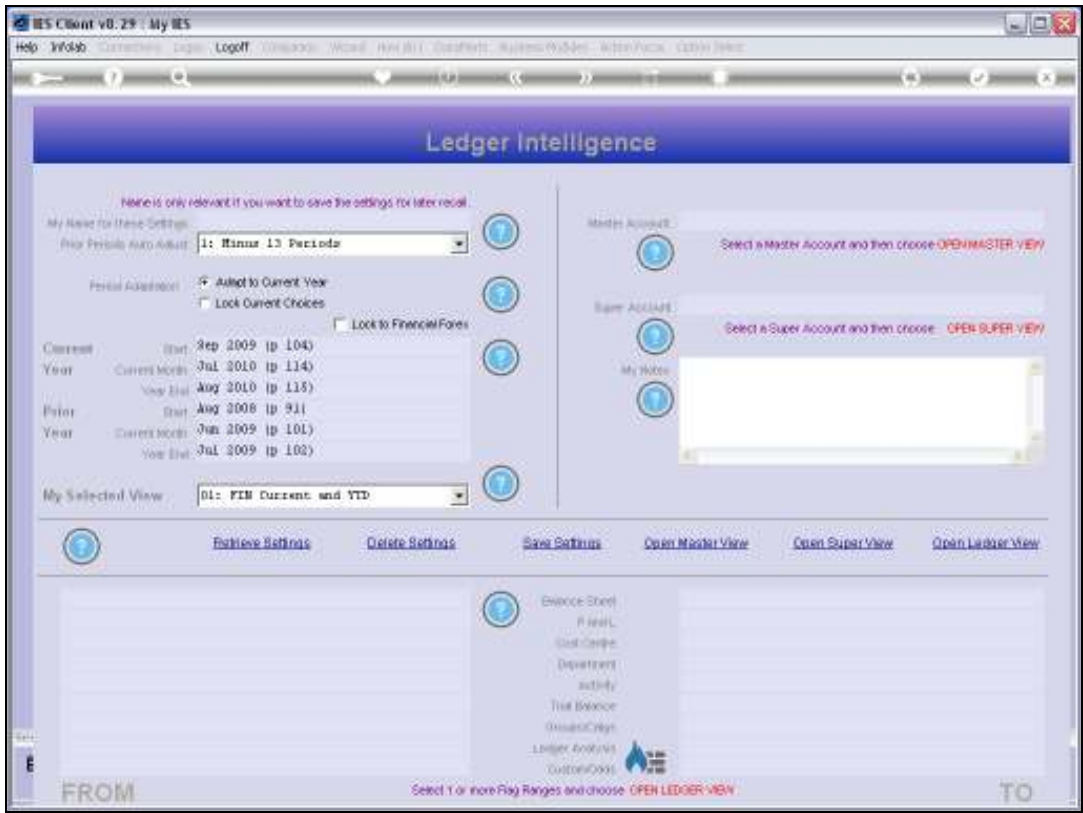 IES Client v8.29 : My IES
Help Infolab Logoff
Ledger Intelligence
Name is only relevant if you want to save the settings for later recall.
My Name for these Settings
Prior Periods Auto Adjust 1: Minus 13 Periods
Period Adaptation Adapt to Current Year
Lock Current Choices
Lock to Financial Forex
Current Start Sep 2009 (p 104)
Year Current Month Jul 2010 (p 114)
Year End Aug 2010 (p 115)
Prior Start Aug 2008 (p 91)
Year Current Month Jun 2009 (p 101)
Year End Jul 2009 (p 102)
My Selected View 01: FIN Current and YTD
Master Account
Select a Master Account and then choose OPEN MASTER VIEW
Super Account
Select a Super Account and then choose OPEN SUPER VIEW
My Notes
Retrieve Settings Delete Settings Save Settings Open Master View Open Super View Open Ledger View
Balance Sheet
P and L
Cost Centre
Department
Activity
Trial Balance
Ledger Analysis
Custom/Odds
FROM
Select 1 or more Flag Ranges and choose OPEN LEDGER VIEW
TO